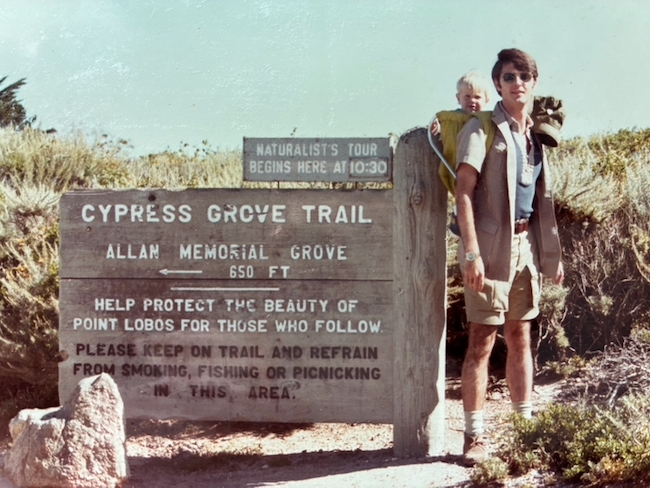 NATURALIST'S TOUR
BEGINS HERE AT 10:30
CYPRESS GROVE TRAIL
ALLAN MEMORIAL GROVE
650 FT
HELP PROTECT THE BEAUTY OF
POINT LOBOS FOR THOSE WHO FOLLOW.
PLEASE KEEP ON TRAIL AND REFRAIN
FROM SMOKING, FISHING OR PICNICKING
IN THIS AREA.